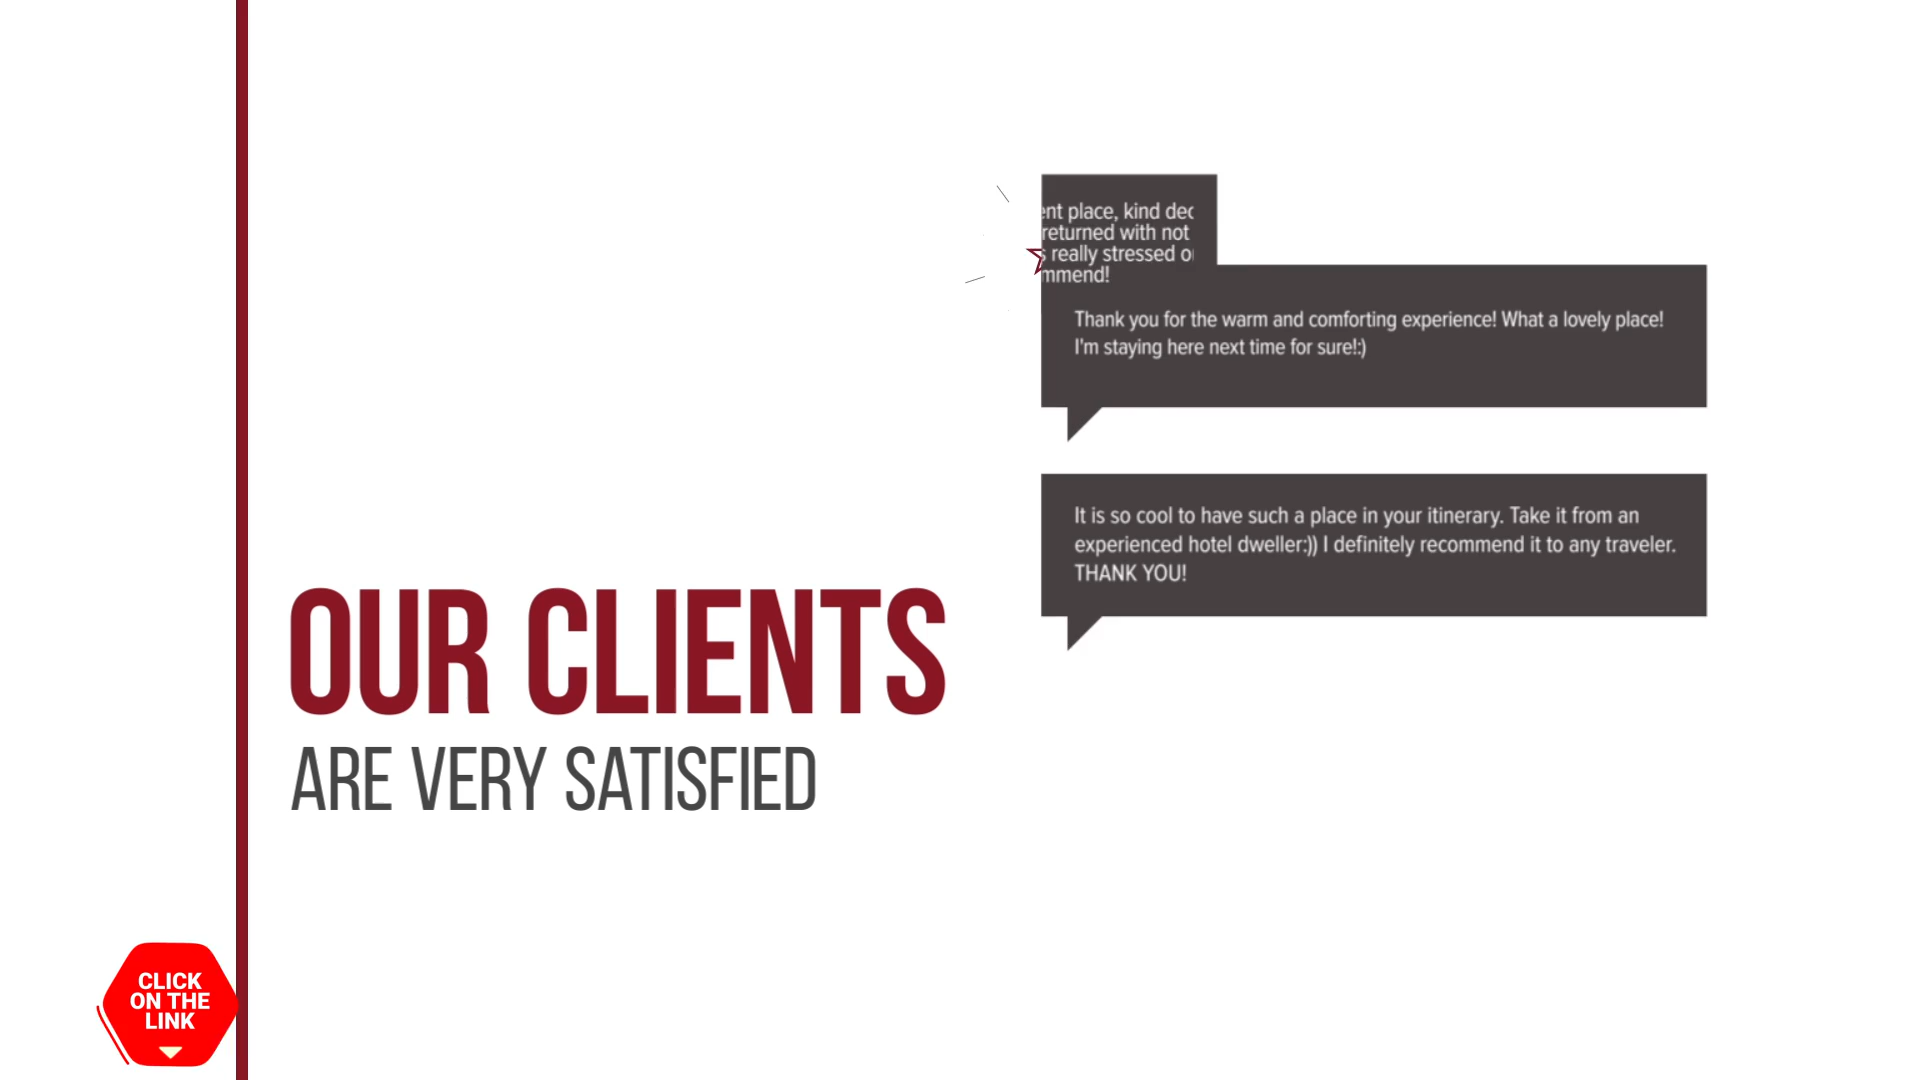 place, kind
returned with not
really stressed
Thank you for the warm and comforting experience! What a lovely place!
I'm staying here next time for sure!:)
It is so cool to have such a place in your itinerary. Take it from an
experienced hotel dweller:)) I definitely recommend it to any traveler.
THANK YOU!
OUR CLIENTS
ARE VERY SATISFIED
CLICK
ON THE
LINK